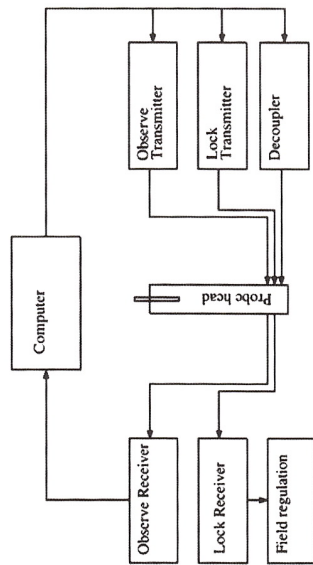 Computer
Observe
Transmitter
Lock
Transmitter
Decoupler
Probe head
Observe Receiver
Lock Receiver
Field regulation